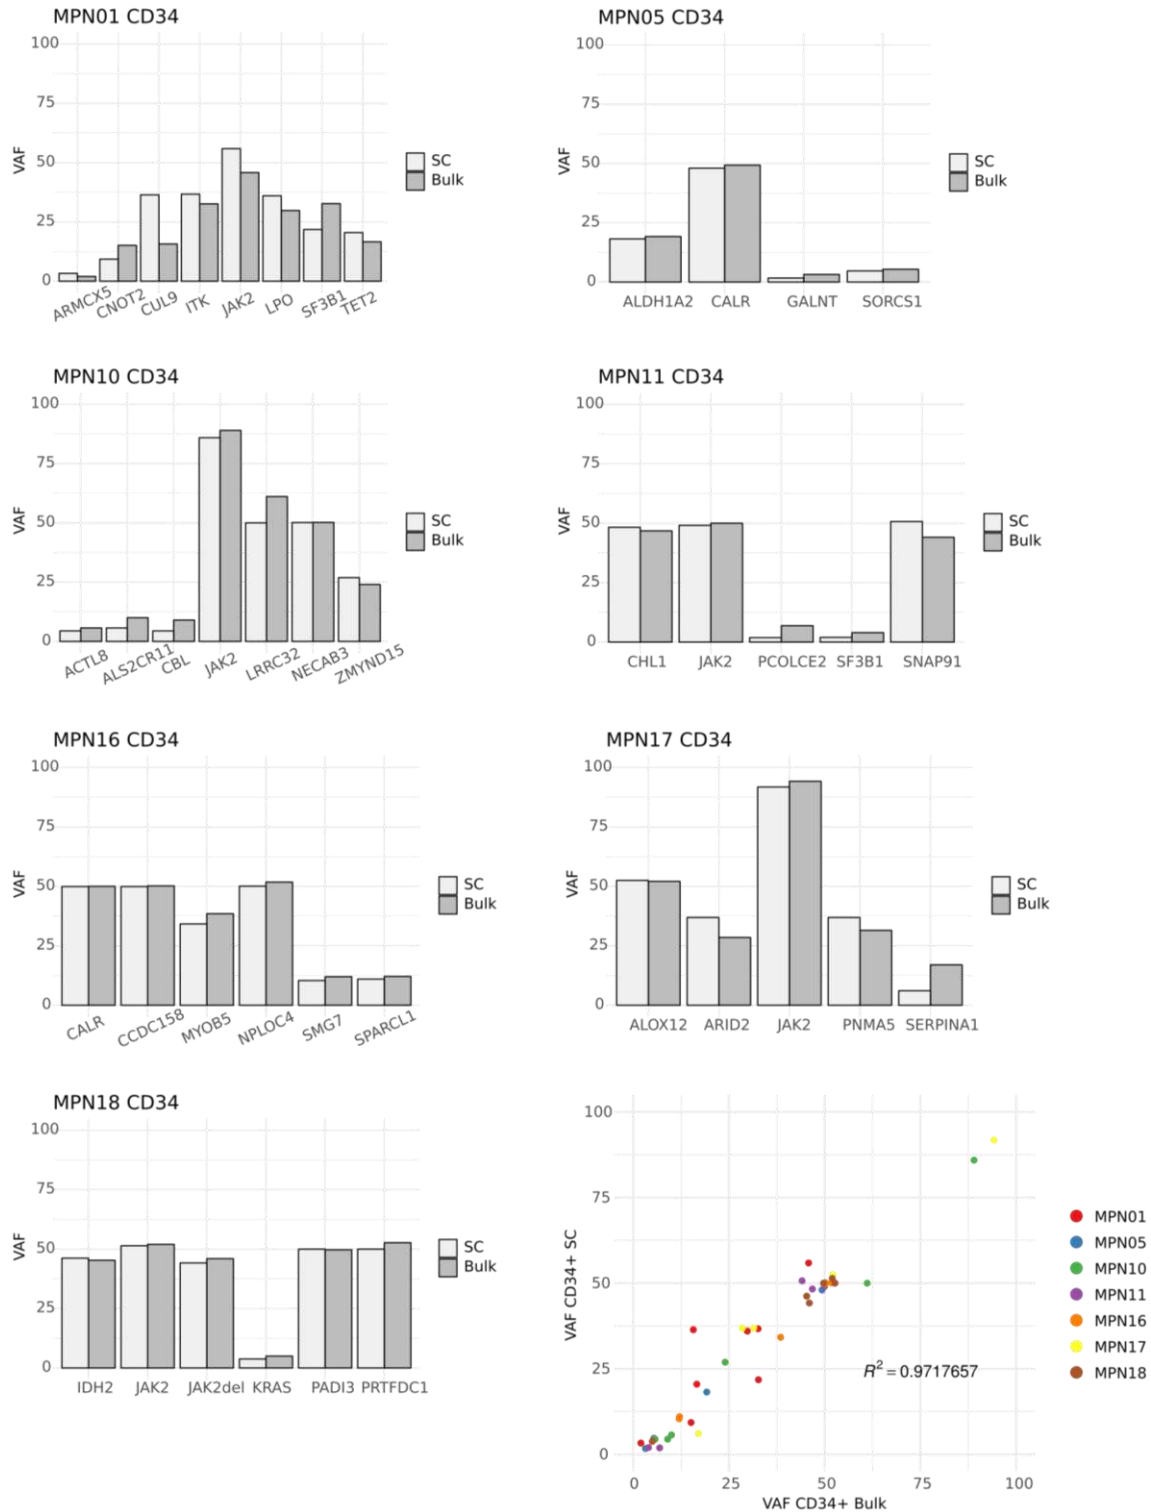 MPN01 CD34
100
75
50
25
0
VAF
ARMCX5 CNOT2 CUL9 ITK JAK2 LPO SF3B1 TET2
SC
Bulk
MPN05 CD34
100
75
50
25
0
VAF
ALDH1A2 CALR GALNT SORCS1
SC
Bulk
MPN10 CD34
100
75
50
25
0
VAF
ACTL8 ALS2CR11 CBL JAK2 LRRC32 NECAB3 ZMYND15
SC
Bulk
MPN11 CD34
100
75
50
25
0
VAF
CHL1 JAK2 PCOLCE2 SF3B1 SNAP91
SC
Bulk
MPN16 CD34
100
75
50
25
0
VAF
CALR CCDC158 MYOB5 NPLOC4 SMG7 SPARCL1
SC
Bulk
MPN17 CD34
100
75
50
25
0
VAF
ALOX12 ARID2 JAK2 PNMA5 SERPINA1
SC
Bulk
MPN18 CD34
100
75
50
25
0
VAF
IDH2 JAK2 JAK2del KRAS PADI3 PRTFDC1
SC
Bulk
100
75
50
25
0
VAF CD34+ SC
R² = 0.9717657
0 25 50 75 100
VAF CD34+ Bulk
MPN01
MPN05
MPN10
MPN11
MPN16
MPN17
MPN18